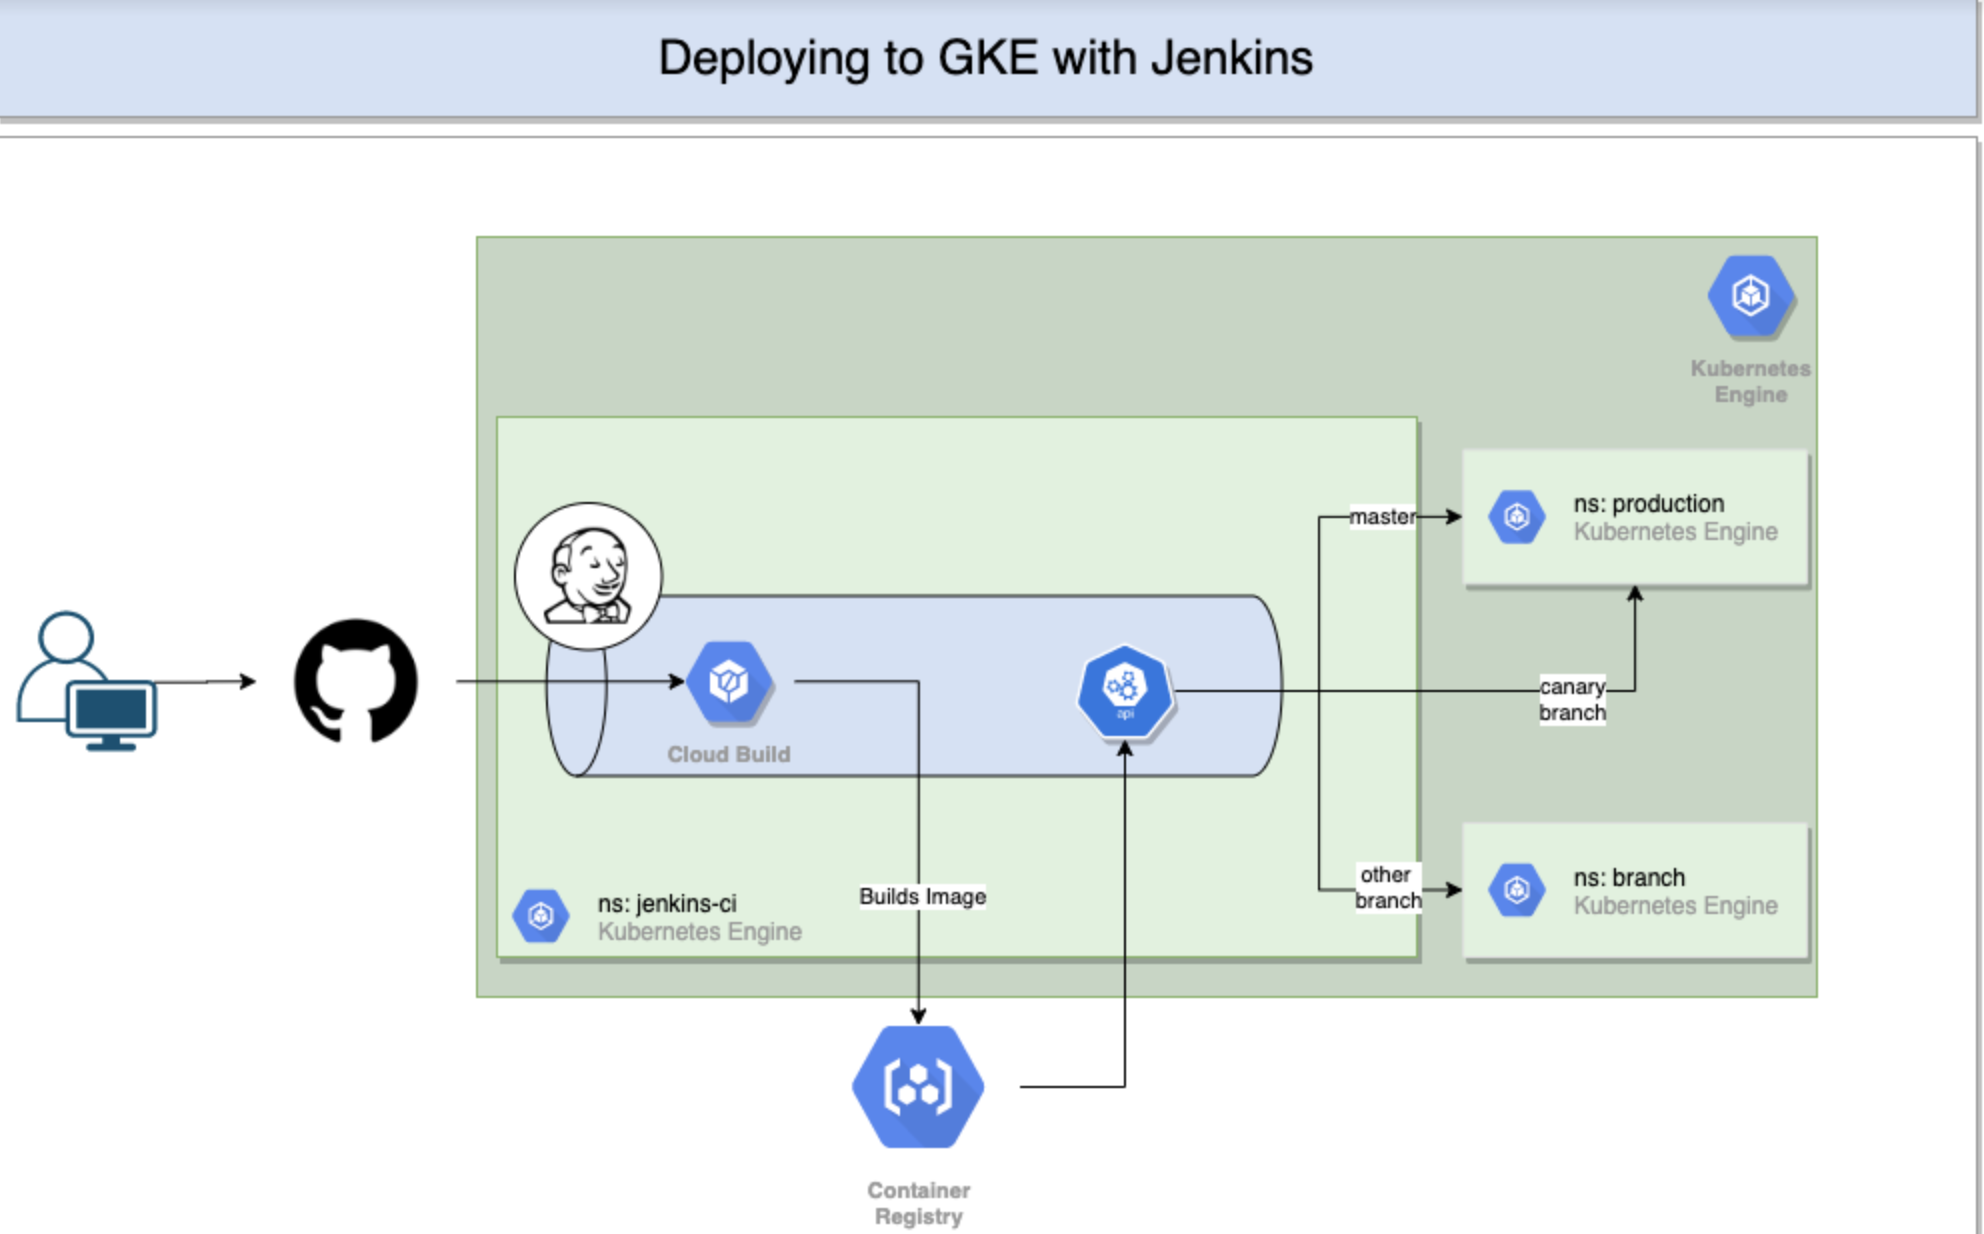 Deploying to GKE with Jenkins
Kubernetes
Engine
master
ns: production
Kubernetes Engine
Cloud Build
api
canary
branch
other
branch
ns: branch
Kubernetes Engine
Builds Image
ns: jenkins-ci
Kubernetes Engine
Container
Registry